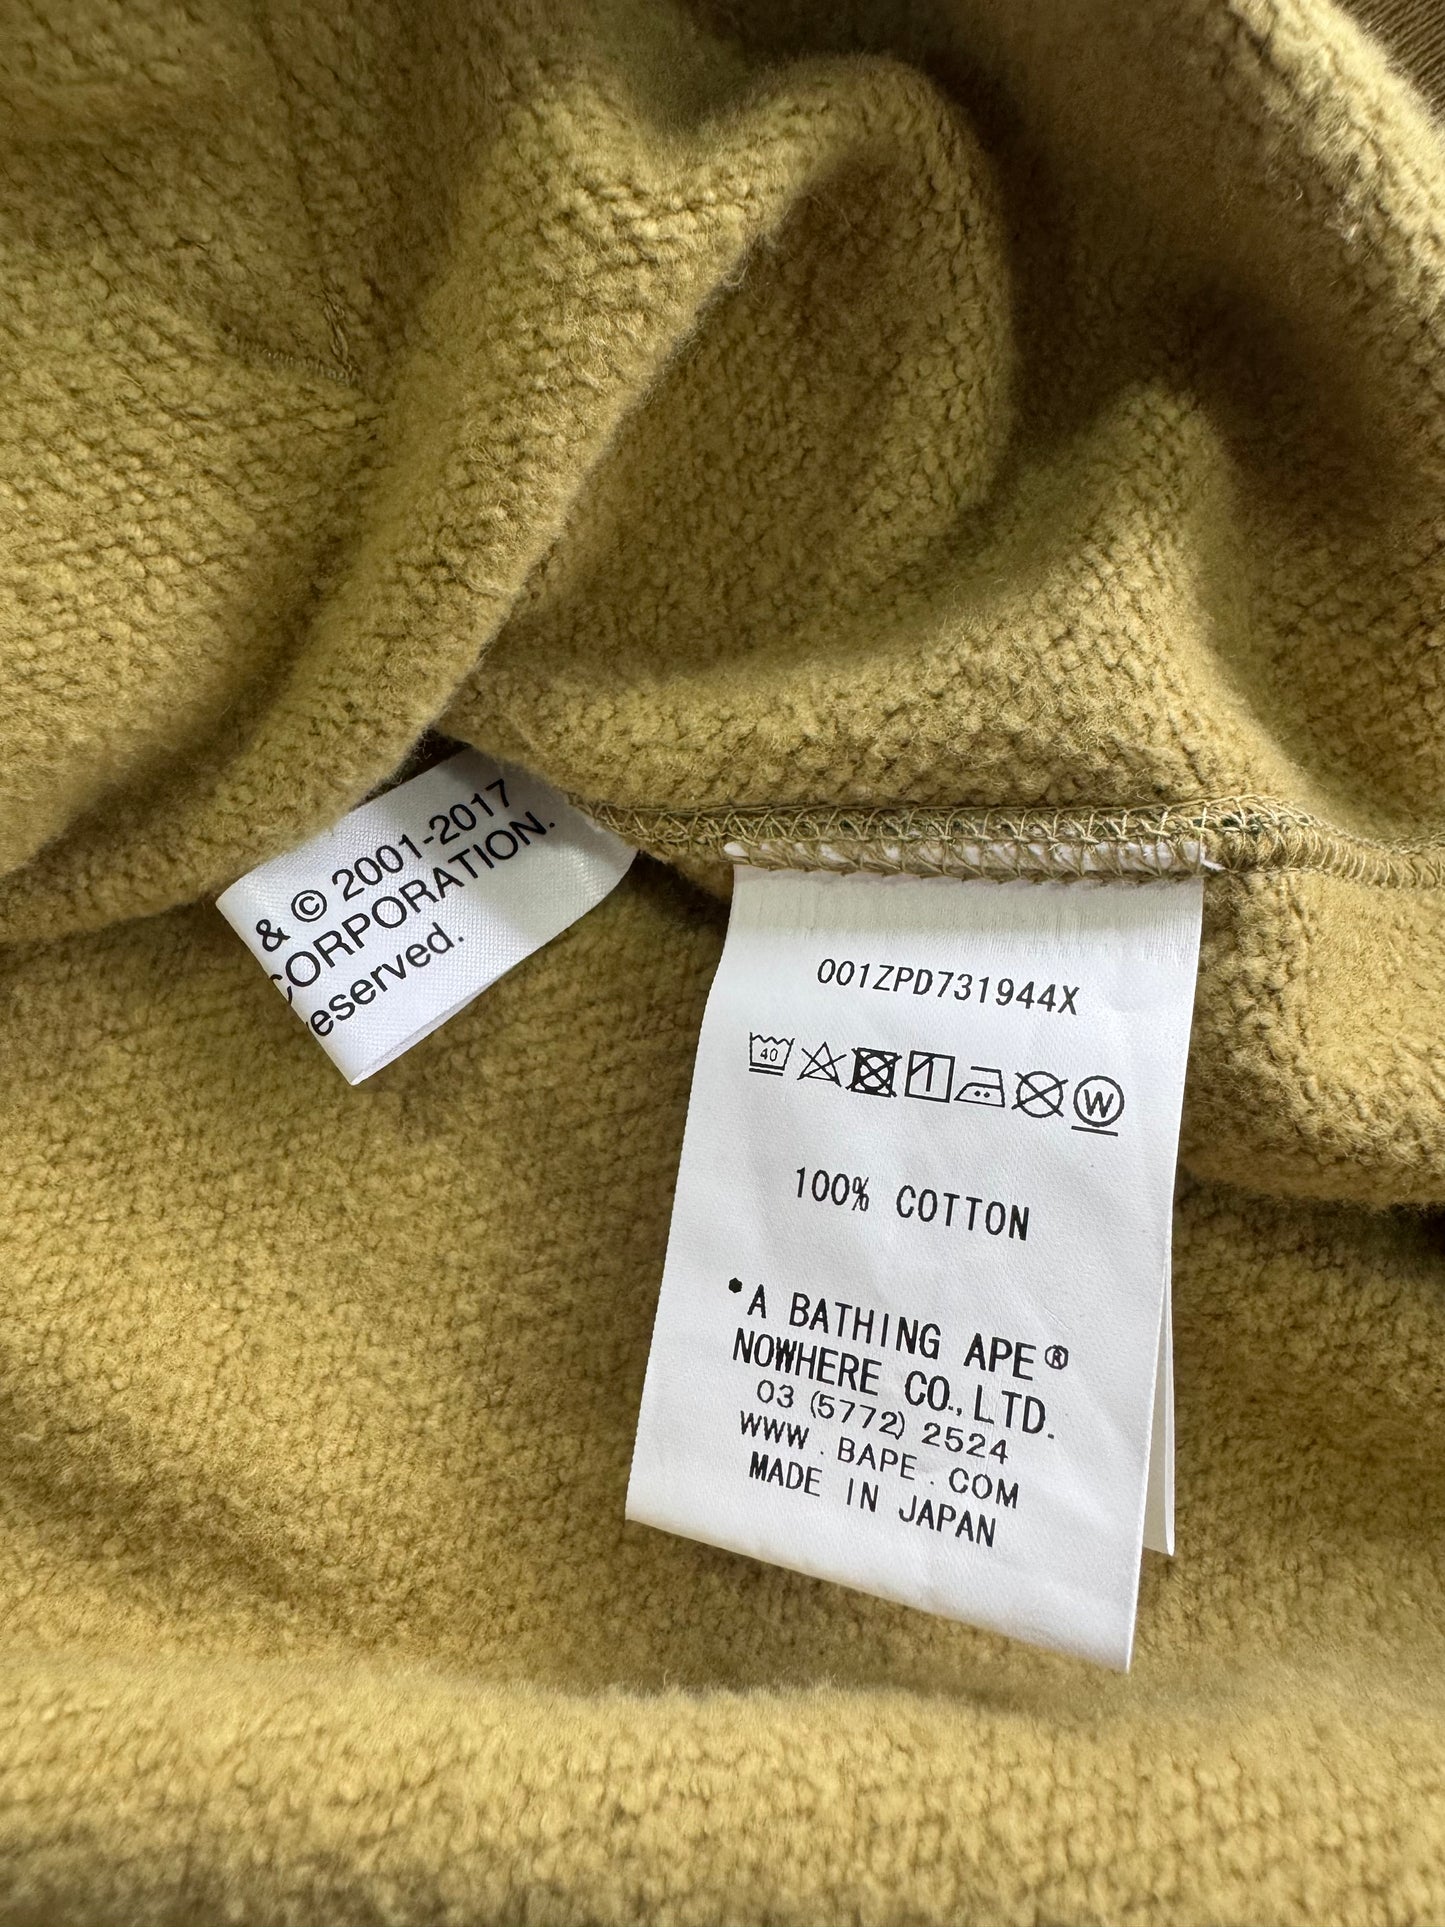 & © 2001-2017
CORPORATION.
reserved.
001ZPD731944X
40
W
100% COTTON
*A BATHING APE®
NOWHERE CO.,LTD.
03 (5772) 2524
WWW.BAPE.COM
MADE IN JAPAN